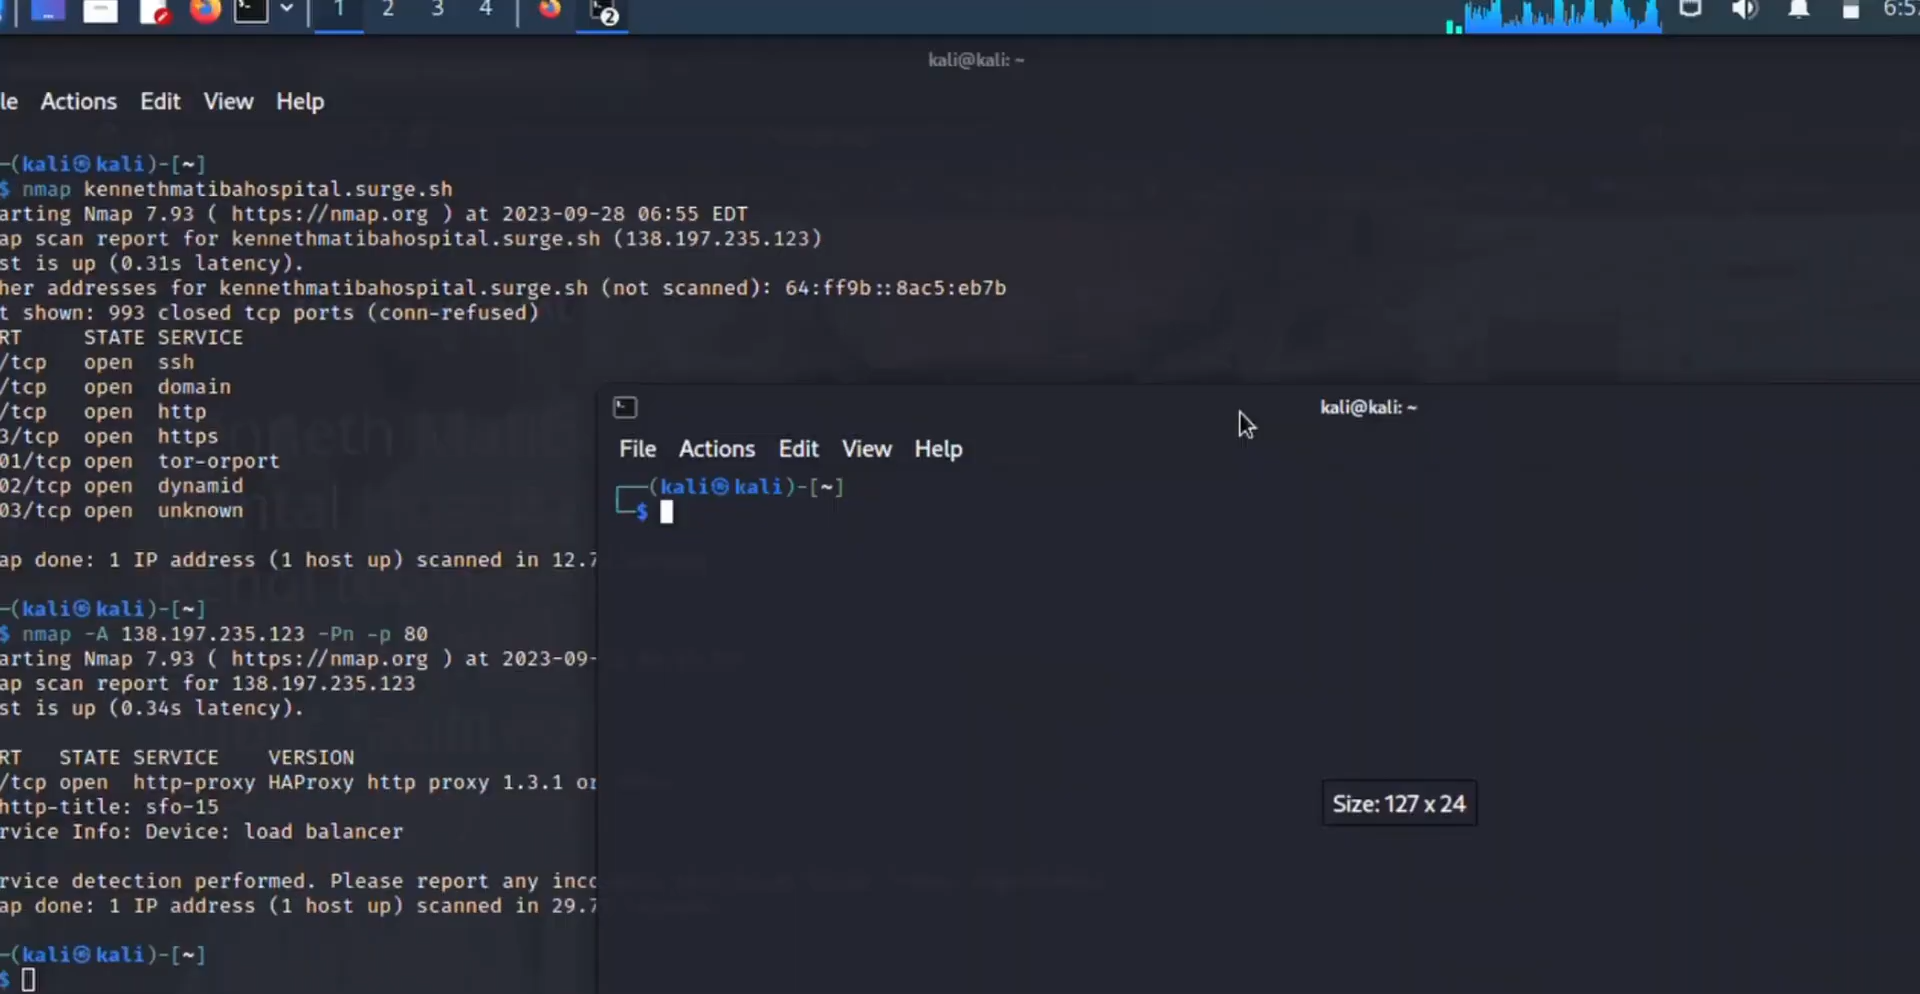 1 2 3 4 2 6:5
kali@kali: ~
le Actions Edit View Help
-(kali㉿kali)-[~]
$ nmap kennethmatibahospital.surge.sh
arting Nmap 7.93 ( https://nmap.org ) at 2023-09-28 06:55 EDT
ap scan report for kennethmatibahospital.surge.sh (138.197.235.123)
st is up (0.31s latency).
her addresses for kennethmatibahospital.surge.sh (not scanned): 64:ff9b::8ac5:eb7b
t shown: 993 closed tcp ports (conn-refused)
RT STATE SERVICE
/tcp open ssh
/tcp open domain
/tcp open http
3/tcp open https
01/tcp open tor-orport
02/tcp open dynamid
03/tcp open unknown
ap done: 1 IP address (1 host up) scanned in 12.7
-(kali㉿kali)-[~]
$ nmap -A 138.197.235.123 -Pn -p 80
arting Nmap 7.93 ( https://nmap.org ) at 2023-09-
ap scan report for 138.197.235.123
st is up (0.34s latency).
RT STATE SERVICE VERSION
/tcp open http-proxy HAProxy http proxy 1.3.1 or
http-title: sfo-15
rvice Info: Device: load balancer
rvice detection performed. Please report any inco
ap done: 1 IP address (1 host up) scanned in 29.7
-(kali㉿kali)-[~]
$
kali@kali: ~
File Actions Edit View Help
(kali㉿kali)-[~]
$
Size: 127 x 24